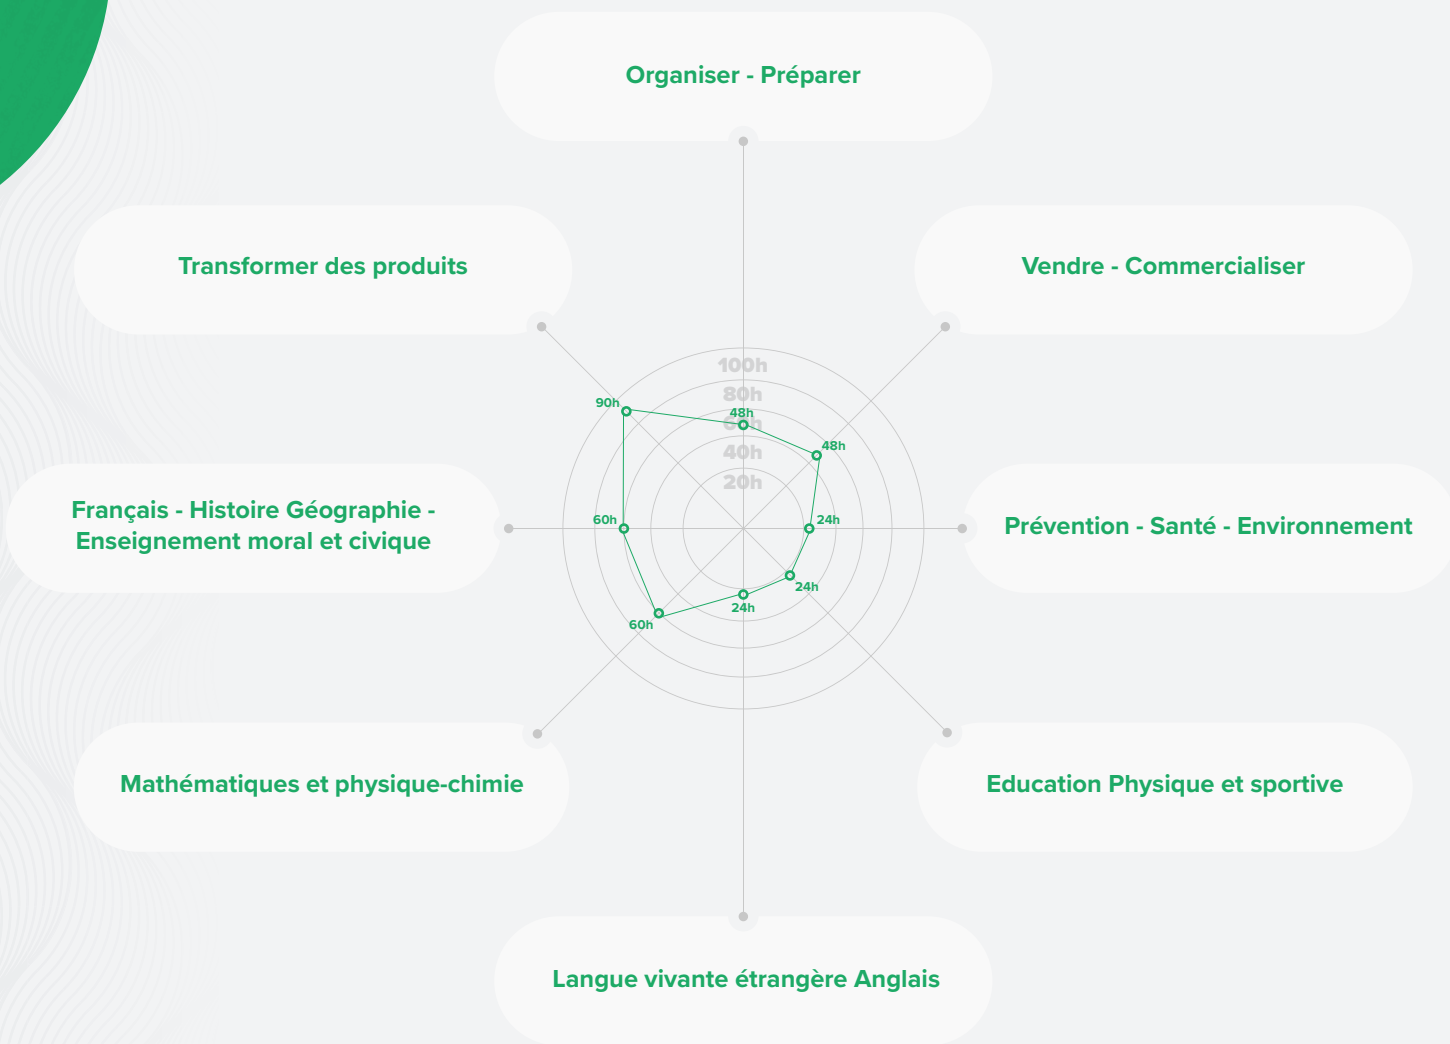 Organiser - Préparer
Transformer des produits
Vendre - Commercialiser
100h
80h
90h
48h
60h
48h
40h
20h
Français - Histoire Géographie -
Enseignement moral et civique
60h
24h
Prévention - Santé - Environnement
24h
24h
60h
Mathématiques et physique-chimie
Education Physique et sportive
Langue vivante étrangère Anglais